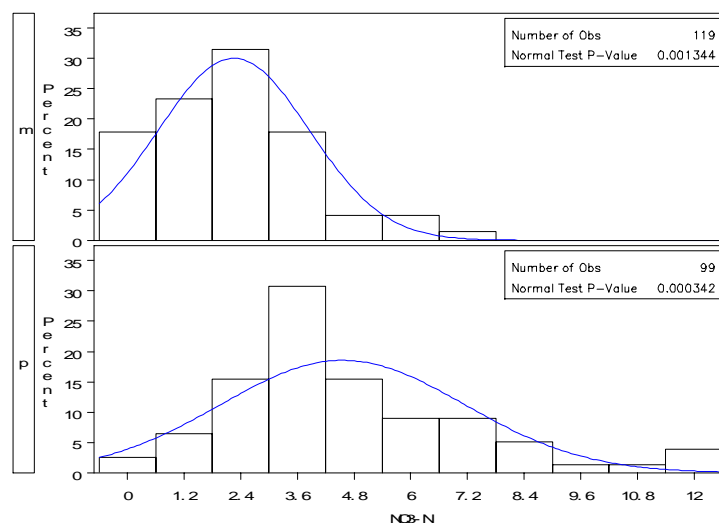 m
Percent
35
30
25
20
15
10
5
0
Number of Obs 119
Normal Test P-Value 0.001344
p
Percent
35
30
25
20
15
10
5
0
Number of Obs 99
Normal Test P-Value 0.000342
0 1.2 2.4 3.6 4.8 6 7.2 8.4 9.6 10.8 12
NO3-N